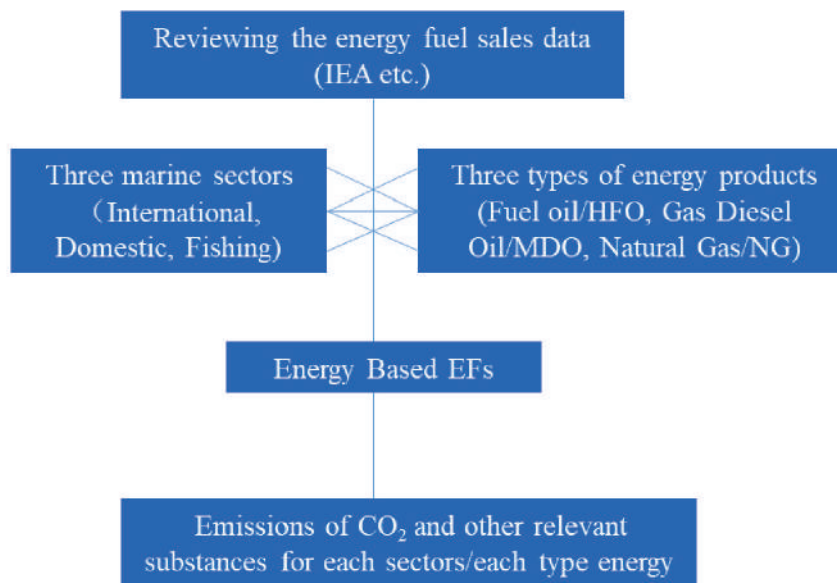 Reviewing the energy fuel sales data
(IEA etc.)
Three marine sectors
（International,
Domestic, Fishing)
Three types of energy products
(Fuel oil/HFO, Gas Diesel
Oil/MDO, Natural Gas/NG)
Energy Based EFs
Emissions of CO₂ and other relevant
substances for each sectors/each type energy